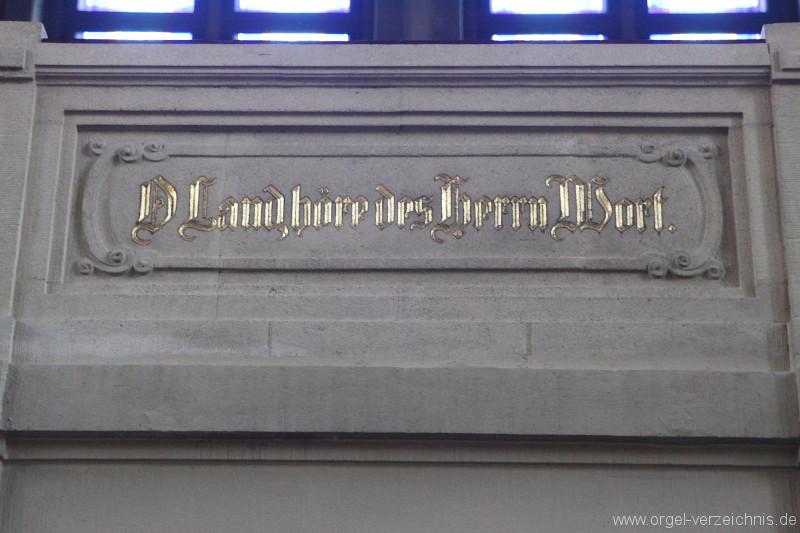 O Land, höre des Herrn Wort.
www.orgel-verzeichnis.de